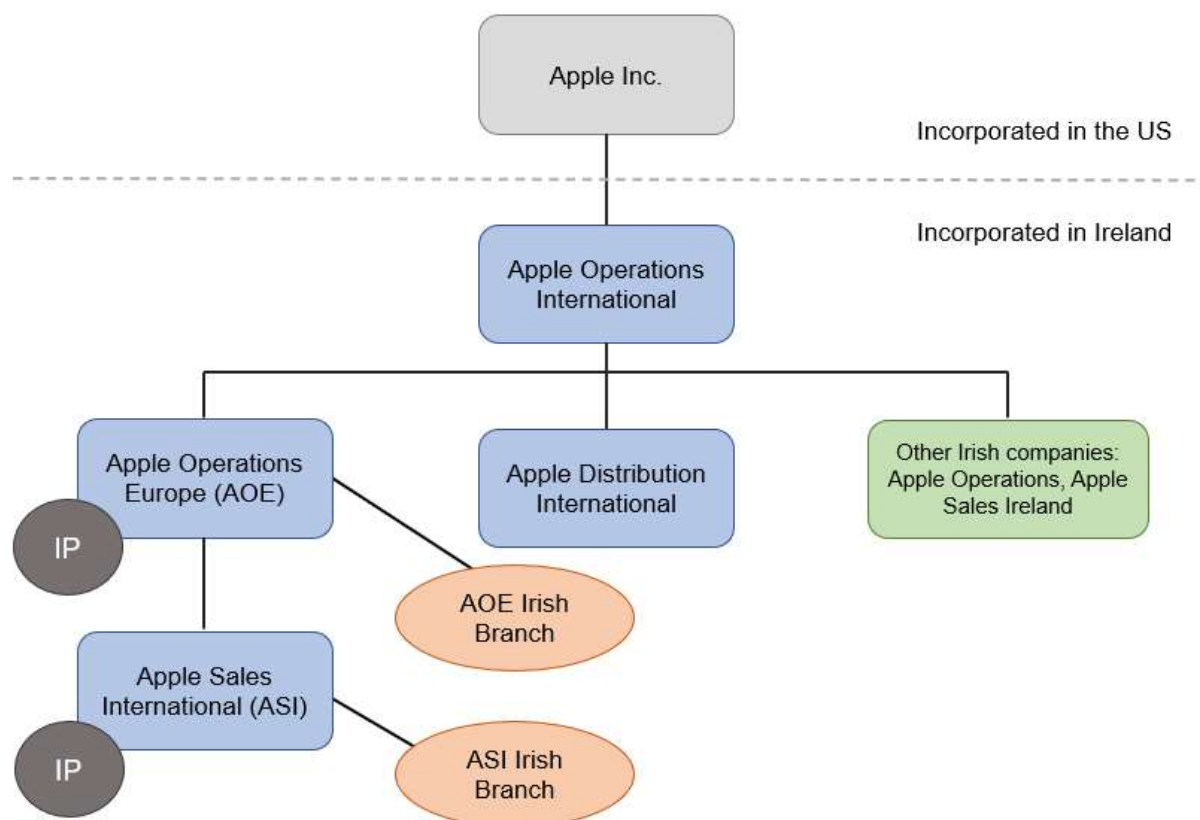 Apple Inc.
Incorporated in the US
Incorporated in Ireland
Apple Operations
International
Apple Operations
Europe (AOE)
Apple Distribution
International
Other Irish companies:
Apple Operations, Apple
Sales Ireland
IP
AOE Irish
Branch
Apple Sales
International (ASI)
IP
ASI Irish
Branch